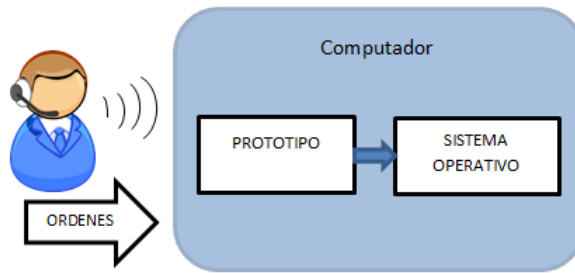 Computador
PROTOTIPO
SISTEMA
OPERATIVO
ORDENES